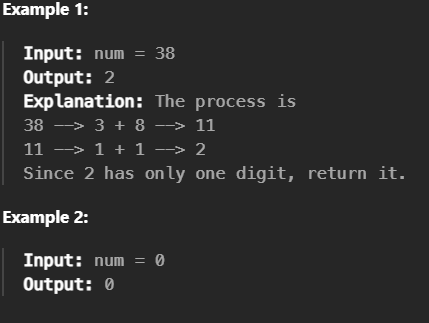 Example 1:
Input: num = 38
Output: 2
Explanation: The process is
38 --> 3 + 8 --> 11
11 --> 1 + 1 --> 2
Since 2 has only one digit, return it.
Example 2:
Input: num = 0
Output: 0